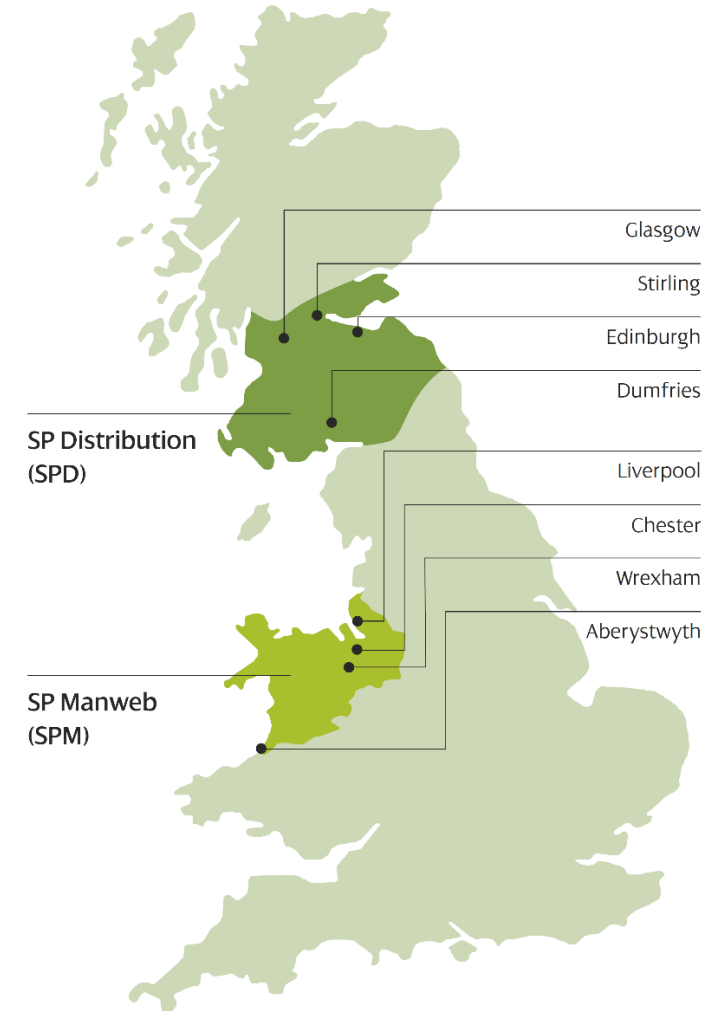 Glasgow
Stirling
Edinburgh
Dumfries
SP Distribution
(SPD)
Liverpool
Chester
Wrexham
Aberystwyth
SP Manweb
(SPM)